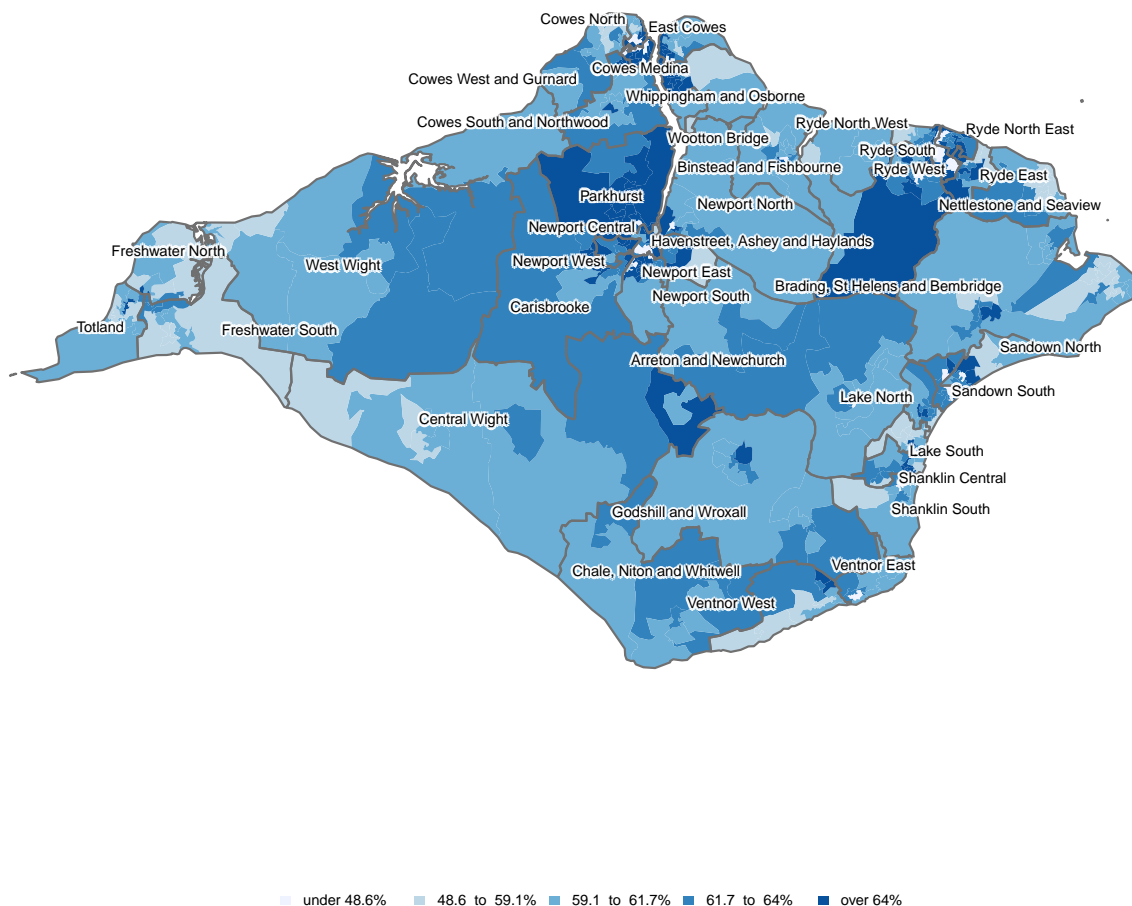 Cowes North
East Cowes
Cowes Medina
Cowes West and Gurnard
Whippingham and Osborne
Cowes South and Northwood
Ryde North West
Ryde North East
Wootton Bridge
Ryde South
Binstead and Fishbourne
Ryde West
Ryde East
Parkhurst
Newport North
Nettlestone and Seaview
Newport Central
Havenstreet, Ashey and Haylands
Freshwater North
West Wight
Newport West
Newport East
Brading, St Helens and Bembridge
Newport South
Carisbrooke
Totland
Freshwater South
Sandown North
Arreton and Newchurch
Sandown South
Lake North
Central Wight
Lake South
Shanklin Central
Godshill and Wroxall
Shanklin South
Chale, Niton and Whitwell
Ventnor East
Ventnor West
under 48.6% 48.6 to 59.1% 59.1 to 61.7% 61.7 to 64% over 64%